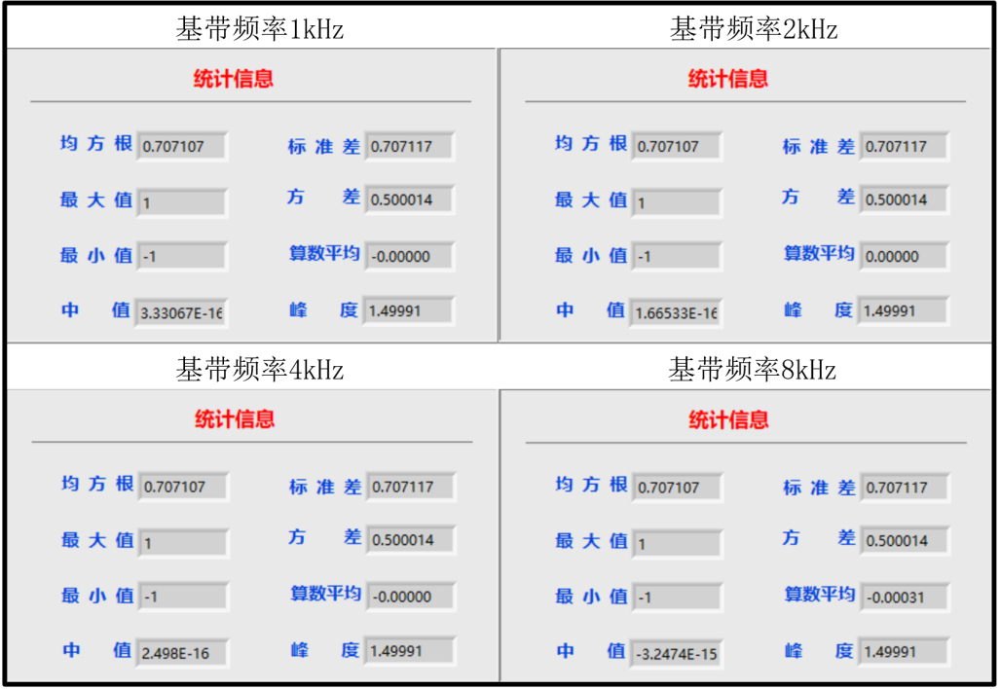 基带频率1kHz
统计信息
均方根 0.707107 标准差 0.707117
最大值 1 方差 0.500014
最小值 -1 算数平均 -0.00000
中值 3.33067E-16 峰度 1.49991
基带频率2kHz
统计信息
均方根 0.707107 标准差 0.707117
最大值 1 方差 0.500014
最小值 -1 算数平均 0.00000
中值 1.66533E-16 峰度 1.49991
基带频率4kHz
统计信息
均方根 0.707107 标准差 0.707117
最大值 1 方差 0.500014
最小值 -1 算数平均 -0.00000
中值 2.498E-16 峰度 1.49991
基带频率8kHz
统计信息
均方根 0.707107 标准差 0.707117
最大值 1 方差 0.500014
最小值 -1 算数平均 -0.00031
中值 -3.2474E-15 峰度 1.49991